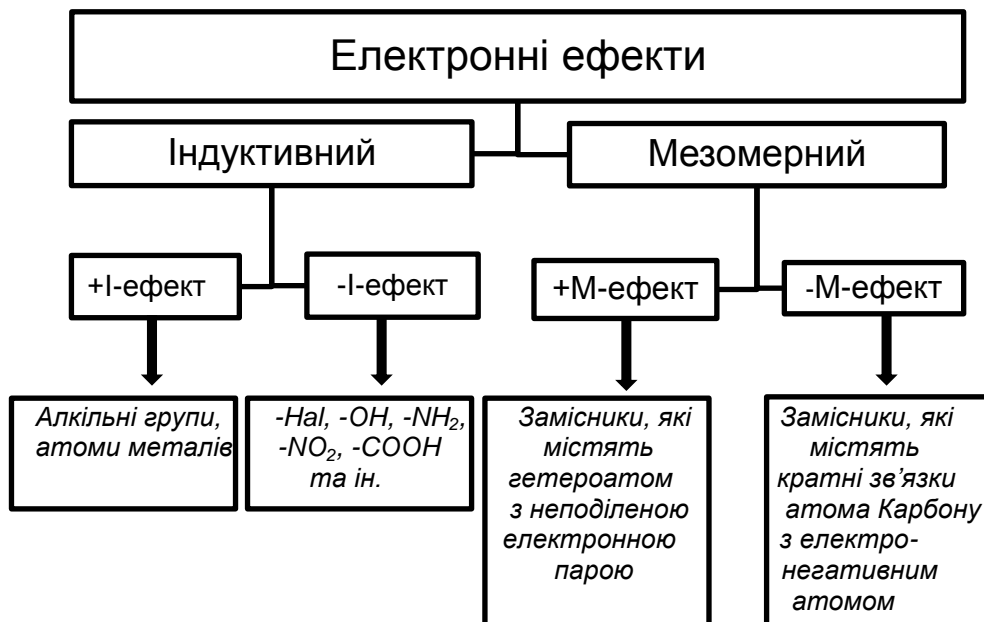 Електронні ефекти
Індуктивний
Мезомерний
+І-ефект
-І-ефект
+М-ефект
-М-ефект
Алкільні групи,
атоми металів
-Hal, -OH, -NH₂,
-NO₂, -COOH
та ін.
Замісники, які
містять
гетероатом
з неподіленою
електронною
парою
Замісники, які
містять
кратні зв’язки
атома Карбону
з електро-
негативним
атомом